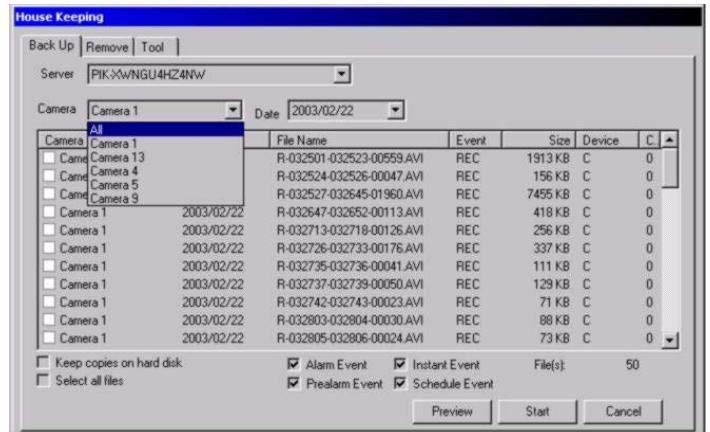 House Keeping
Back Up Remove Tool
Server PIK-XWNGU4HZ4NW
Camera Camera 1 Date 2003/02/22
All
Camera 1
Camera 13
Camera 4
Camera 5
Camera 9
Camera File Name Event Size Device C.
Came R-032501-032523-00559.AVI REC 1913 KB C 0
Came R-032524-032526-00047.AVI REC 156 KB C 0
Came R-032527-032645-01960.AVI REC 7455 KB C 0
Camera 1 2003/02/22 R-032647-032652-00113.AVI REC 418 KB C 0
Camera 1 2003/02/22 R-032713-032718-00126.AVI REC 256 KB C 0
Camera 1 2003/02/22 R-032726-032733-00176.AVI REC 337 KB C 0
Camera 1 2003/02/22 R-032735-032736-00041.AVI REC 111 KB C 0
Camera 1 2003/02/22 R-032737-032739-00050.AVI REC 129 KB C 0
Camera 1 2003/02/22 R-032742-032743-00023.AVI REC 71 KB C 0
Camera 1 2003/02/22 R-032803-032804-00030.AVI REC 88 KB C 0
Camera 1 2003/02/22 R-032805-032806-00024.AVI REC 73 KB C 0
Keep copies on hard disk Alarm Event Instant Event File(s): 50
Select all files Prealarm Event Schedule Event
Preview Start Cancel